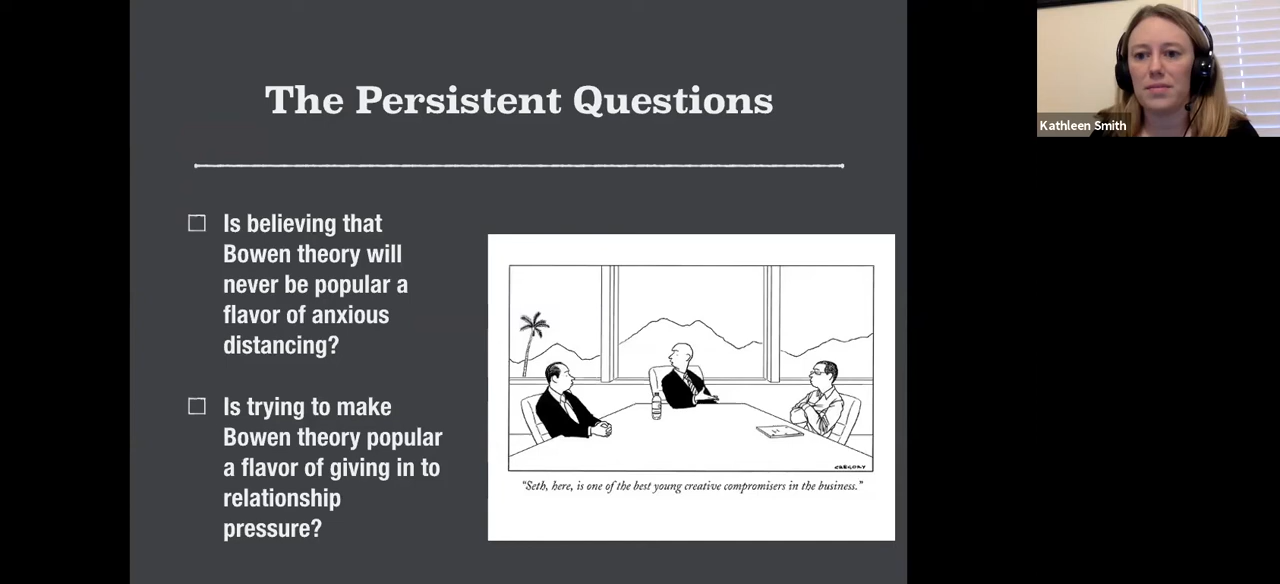 The Persistent Questions
Is believing that
Bowen theory will
never be popular a
flavor of anxious
distancing?
Is trying to make
Bowen theory popular
a flavor of giving in to
relationship
pressure?
GREGORY
"Seth, here, is one of the best young creative compromisers in the business."
Kathleen Smith